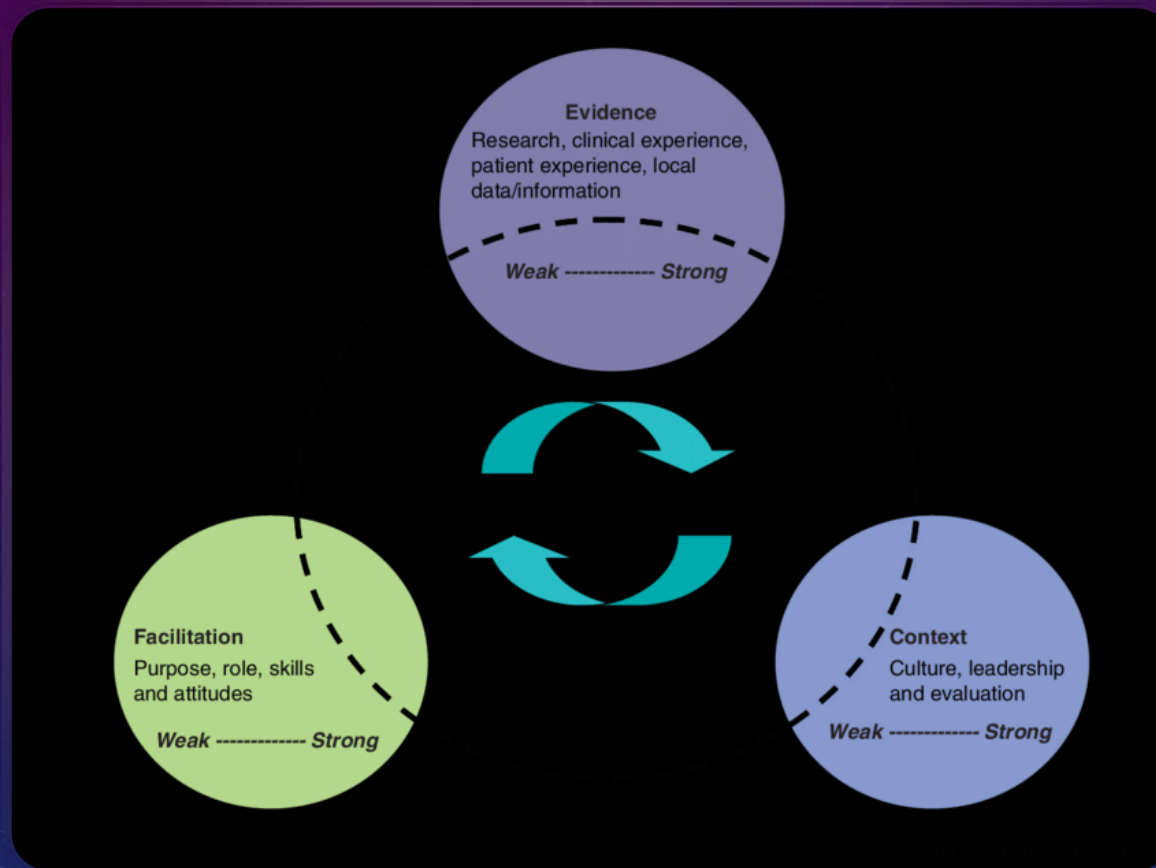 Evidence
Research, clinical experience,
patient experience, local
data/information
Weak ------------- Strong
Facilitation
Purpose, role, skills
and attitudes
Weak ------------- Strong
Context
Culture, leadership
and evaluation
Weak ------------- Strong